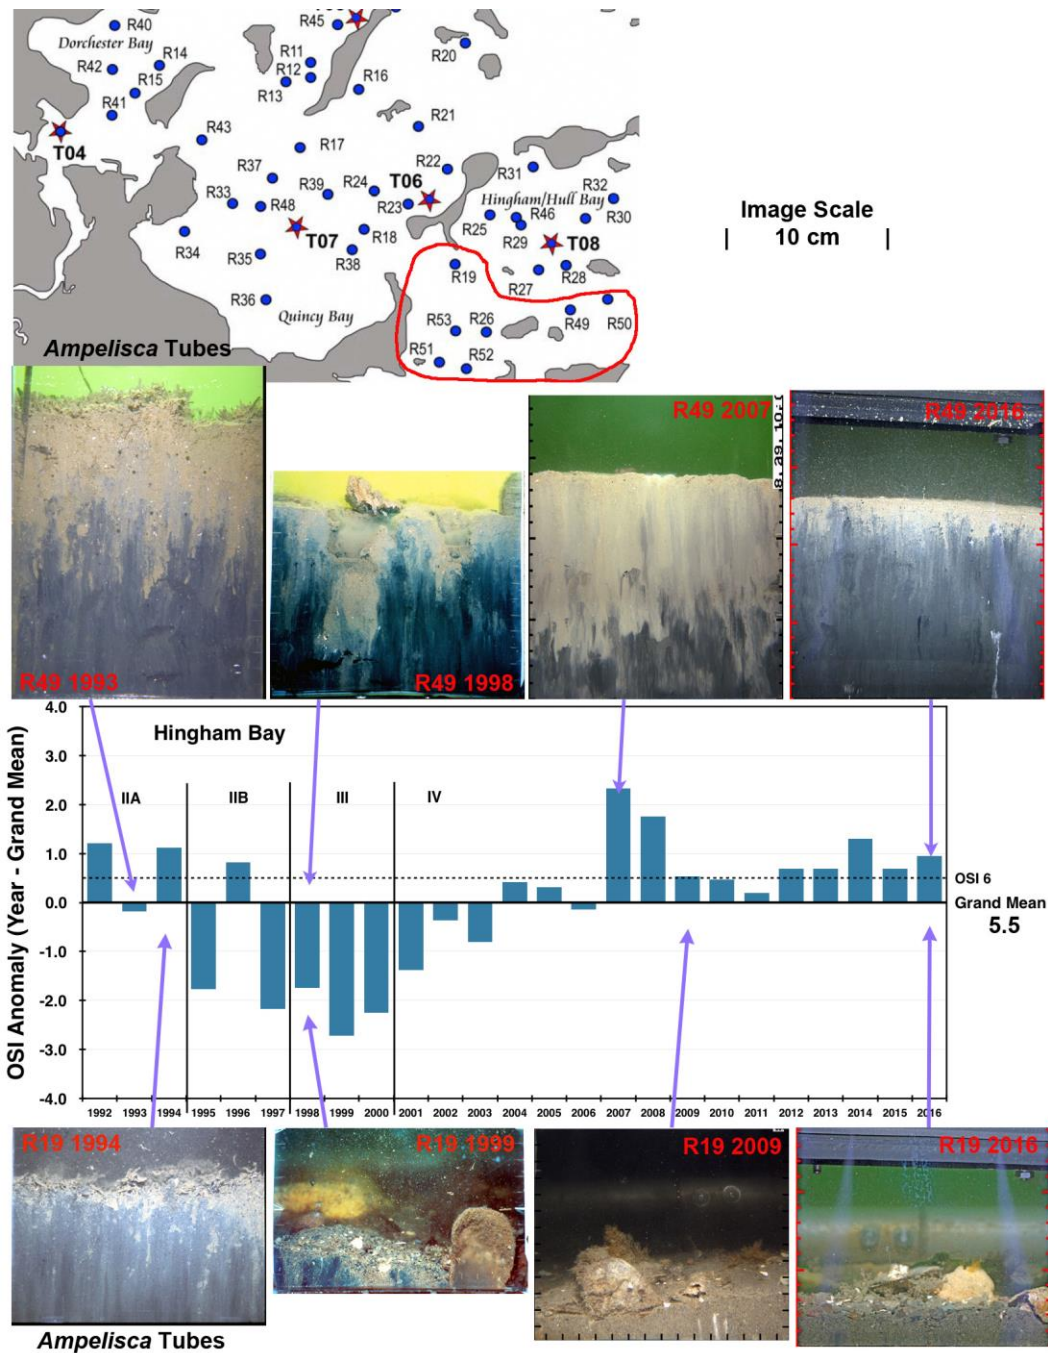 R40
R45
Dorchester Bay
R42
R14
R15
R41
R11
R12
R13
R16
R20
R21
T04
R43
R17
R37
R22
R31
R33
R39
R24
T06
Hingham/Hull Bay
R32
R48
R23
R25
R46
R30
R34
T07
R18
R29
T08
R35
R38
R19
R27
R28
R36
Quincy Bay
R53
R26
R49
R50
R51
R52
Image Scale
| 10 cm |
Ampelisca Tubes
R49 1993
R49 1998
R49 2007
R49 2016
OSI Anomaly (Year - Grand Mean)
4.0
3.0
2.0
1.0
0.0
-1.0
-2.0
-3.0
-4.0
Hingham Bay
IIA
IIB
III
IV
OSI 6
Grand Mean
5.5
1992 1993 1994 1995 1996 1997 1998 1999 2000 2001 2002 2003 2004 2005 2006 2007 2008 2009 2010 2011 2012 2013 2014 2015 2016
R19 1994
R19 1999
R19 2009
R19 2016
Ampelisca Tubes